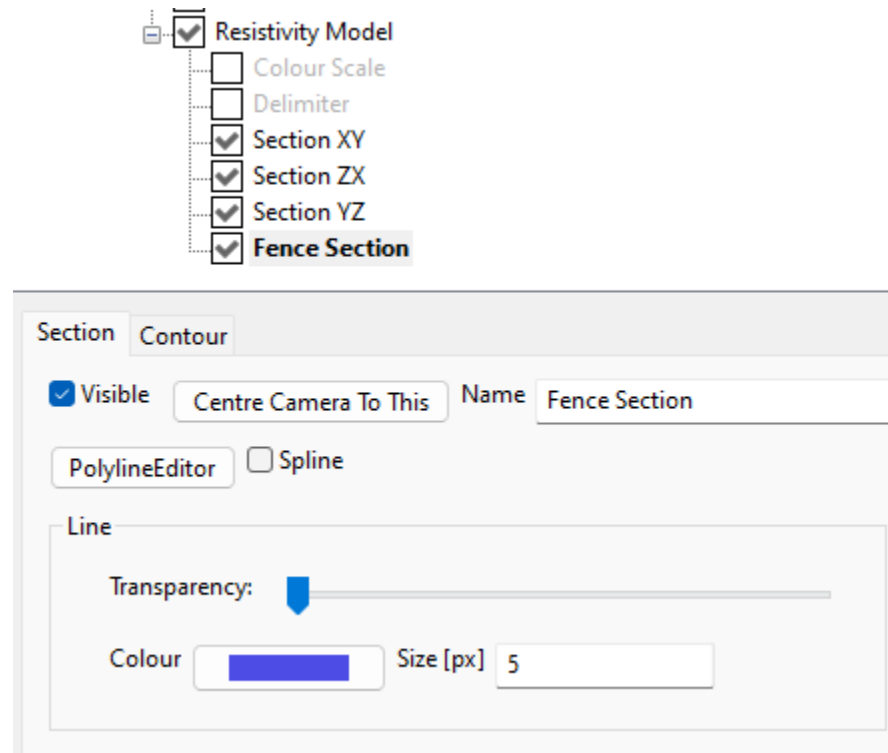 Resistivity Model
Colour Scale
Delimiter
Section XY
Section ZX
Section YZ
Fence Section
Section Contour
Visible Centre Camera To This Name Fence Section
PolylineEditor Spline
Line
Transparency:
Colour Size [px] 5